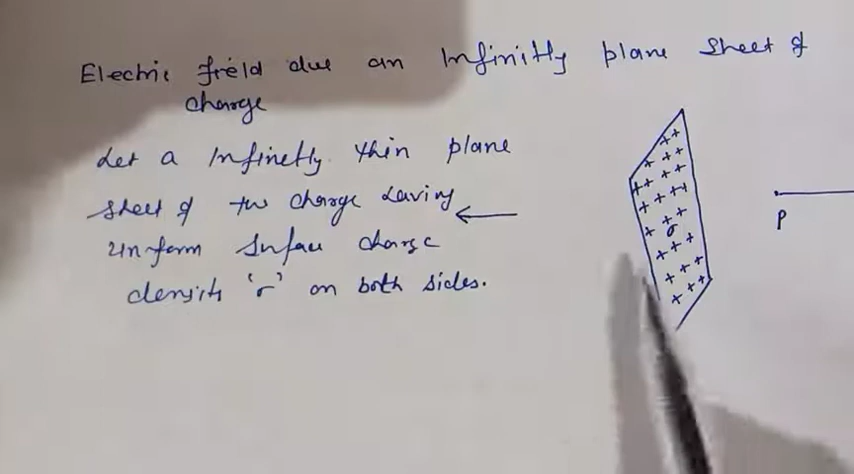 Electric field due an Infinitly plane sheet of
charge
Let a Infinetly thin plane
sheet of +ve charge having
Uniform surface charge
density 'σ' on both sides.
σ
P